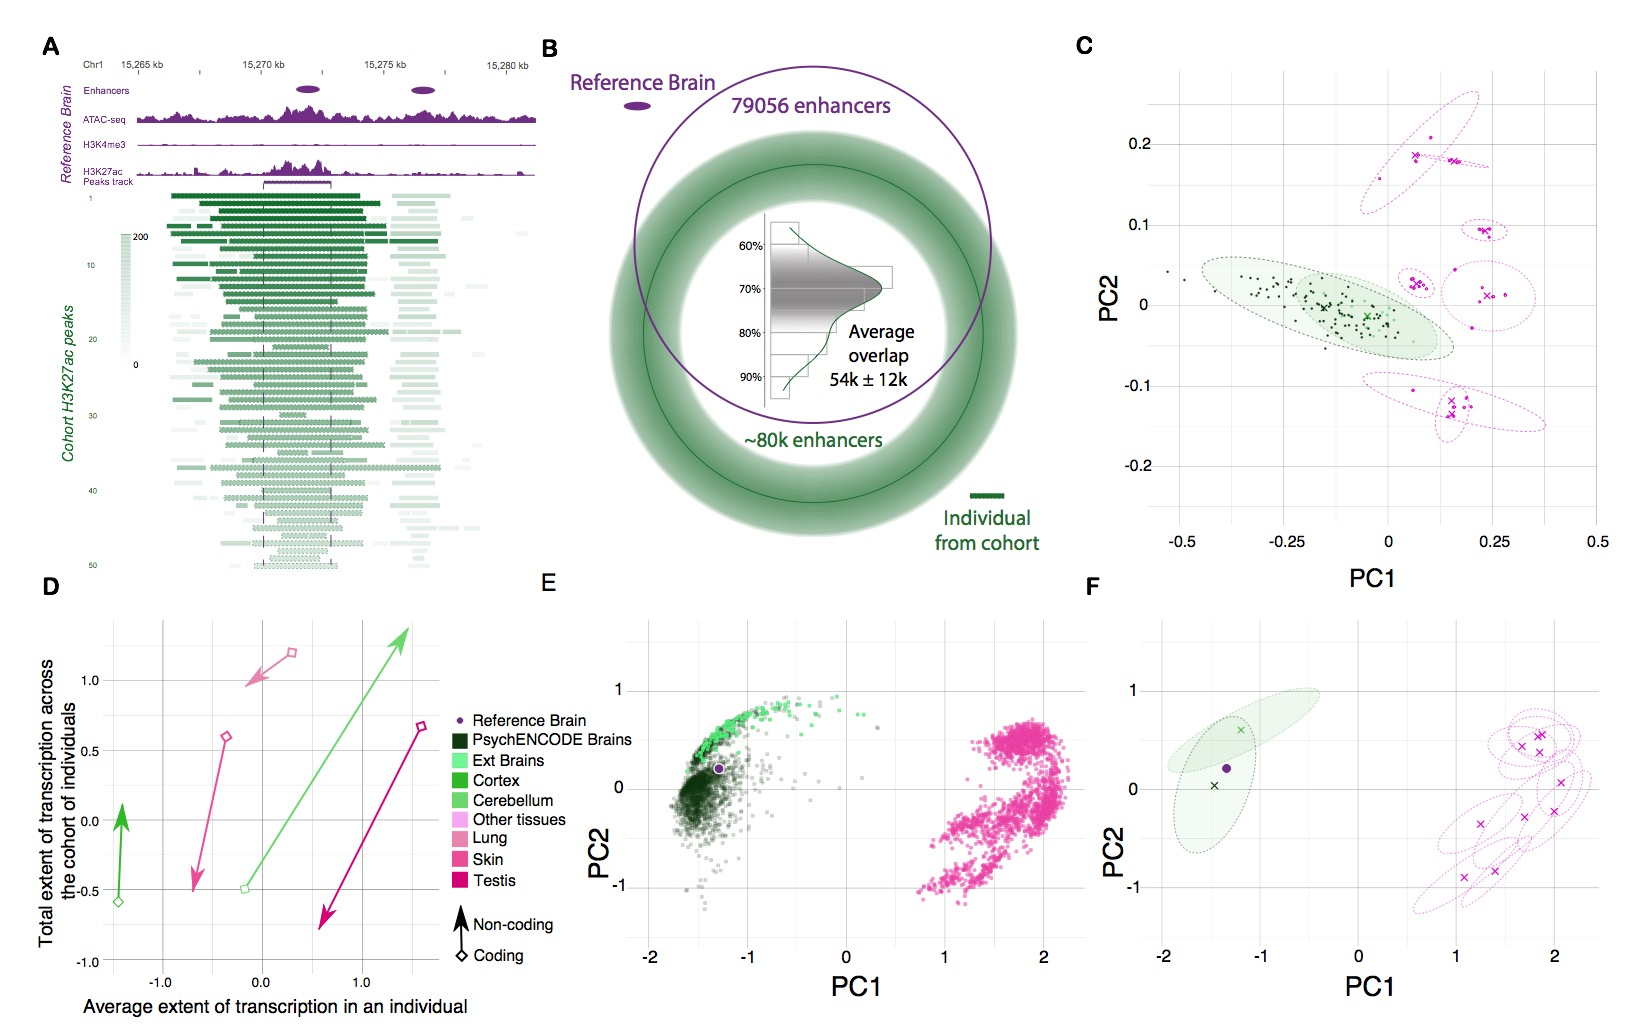 A
Chr1
15,265 kb
15,270 kb
15,275 kb
15,280 kb
Reference Brain
Enhancers
ATAC-seq
H3K4me3
H3K27ac
Peaks track
Cohort H3K27ac peaks
1
10
20
30
40
50
200
0
B
Reference Brain
79056 enhancers
60%
70%
80%
90%
Average
overlap
54k ± 12k
~80k enhancers
Individual
from cohort
C
PC2
0.2
0.1
0
-0.1
-0.2
-0.5
-0.25
0
0.25
0.5
PC1
D
Total extent of transcription across
the cohort of individuals
1.0
0.5
0.0
-0.5
-1.0
-1.0
0.0
1.0
Average extent of transcription in an individual
Reference Brain
PsychENCODE Brains
Ext Brains
Cortex
Cerebellum
Other tissues
Lung
Skin
Testis
Non-coding
Coding
E
PC2
1
0
-1
-2
-1
0
1
2
PC1
F
PC2
1
0
-1
-2
-1
0
1
2
PC1